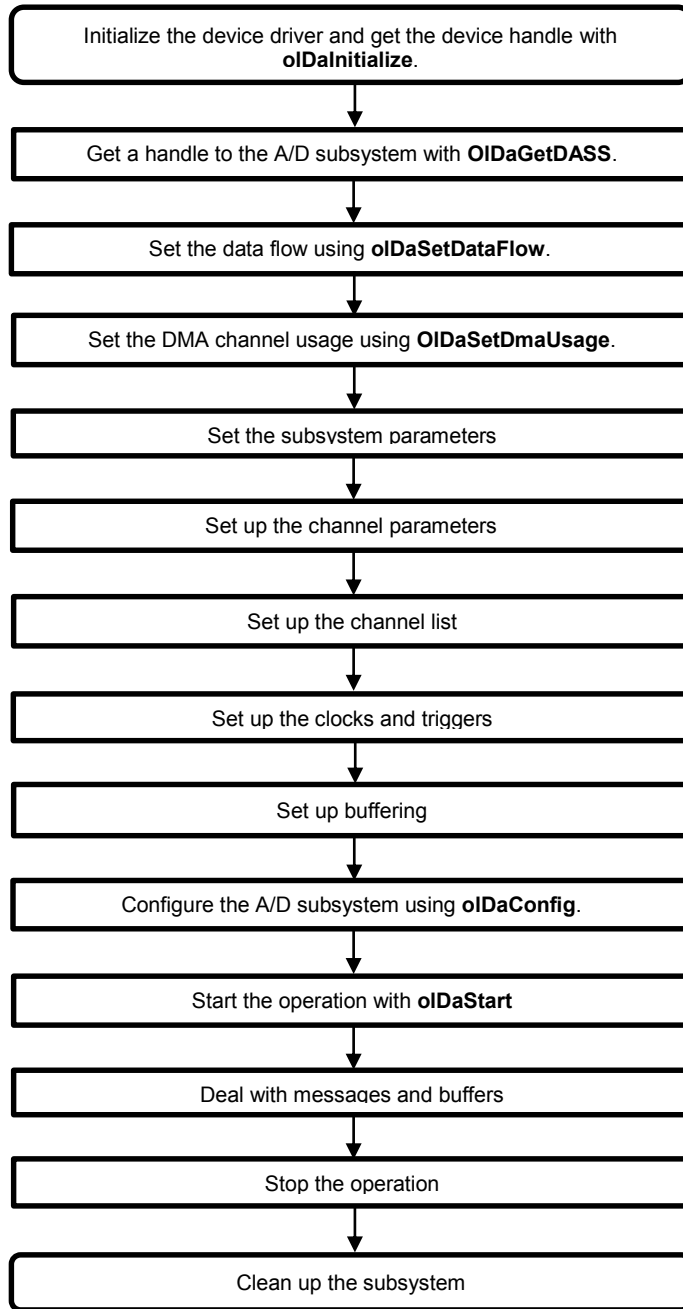 Initialize the device driver and get the device handle with
olDaInitialize.
Get a handle to the A/D subsystem with OlDaGetDASS.
Set the data flow using olDaSetDataFlow.
Set the DMA channel usage using OlDaSetDmaUsage.
Set the subsystem parameters
Set up the channel parameters
Set up the channel list
Set up the clocks and triggers
Set up buffering
Configure the A/D subsystem using olDaConfig.
Start the operation with olDaStart
Deal with messages and buffers
Stop the operation
Clean up the subsystem